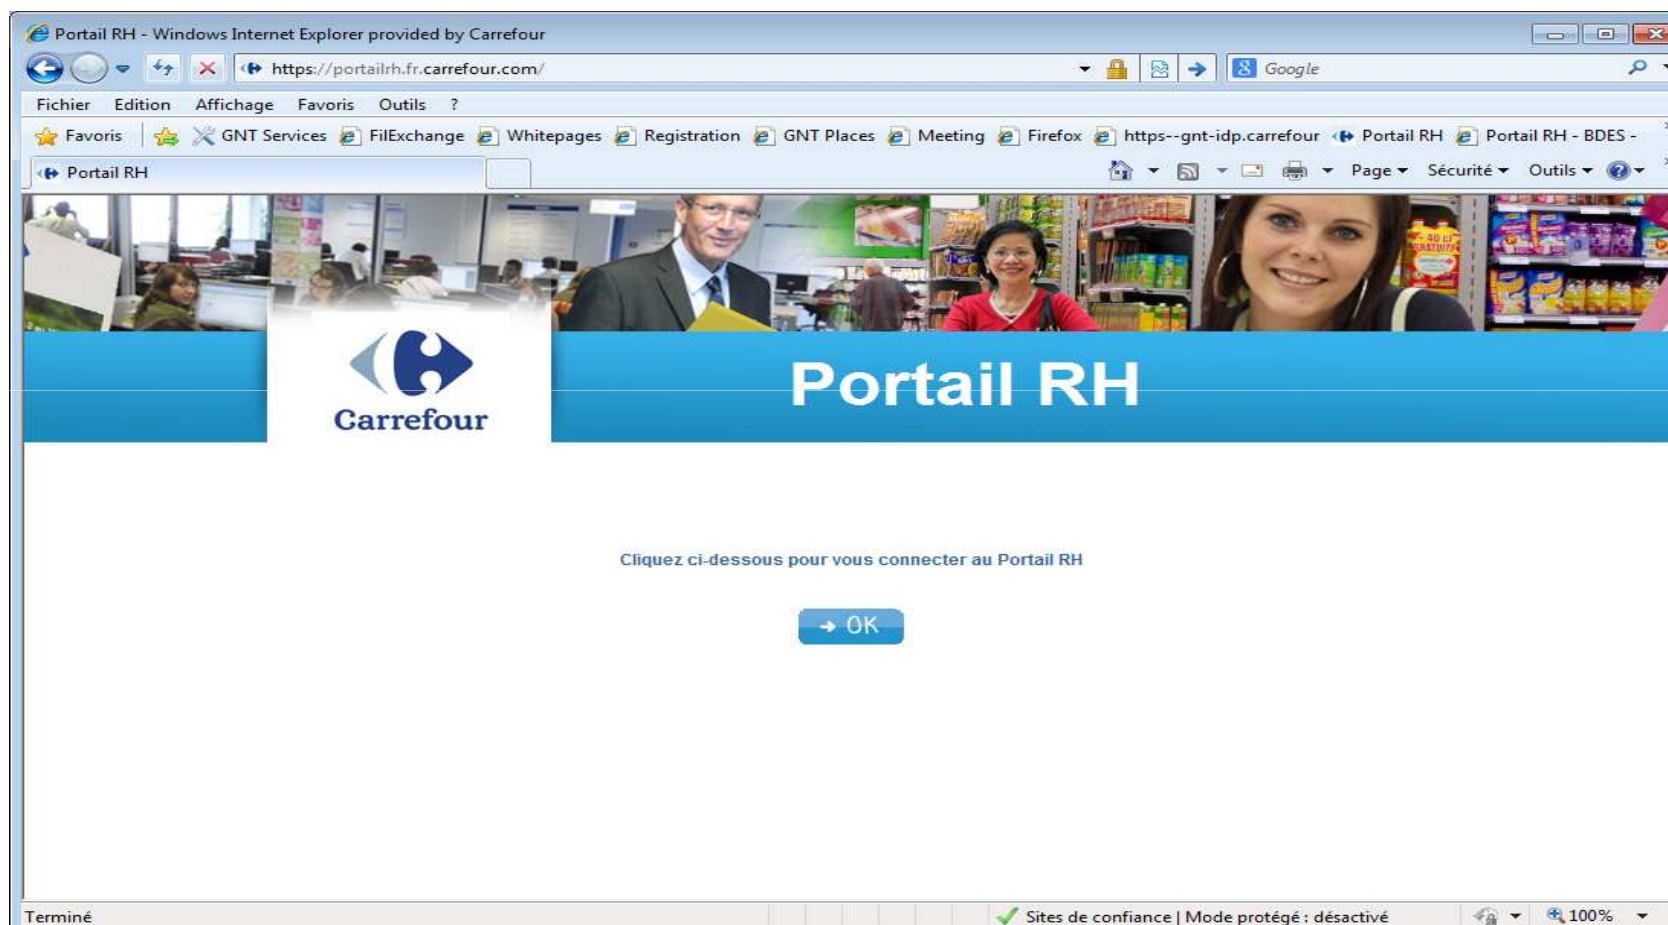 Portail RH - Windows Internet Explorer provided by Carrefour
https://portailrh.fr.carrefour.com/ Google
Fichier Edition Affichage Favoris Outils ?
Favoris GNT Services FilExchange Whitepages Registration GNT Places Meeting Firefox https--gnt-idp.carrefour Portail RH Portail RH - BDES -
Portail RH Page Sécurité Outils
Portail RH
Carrefour
Cliquez ci-dessous pour vous connecter au Portail RH
OK
Terminé Sites de confiance | Mode protégé : désactivé 100%